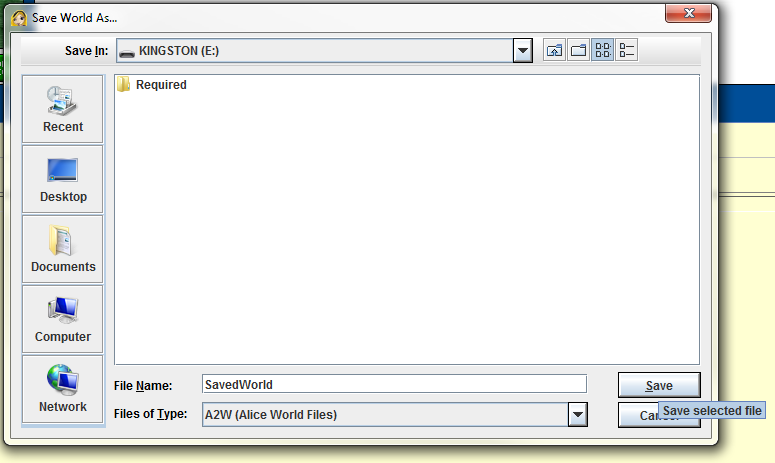 Save World As...
Save In: KINGSTON (E:)
Required
Recent
Desktop
Documents
Computer
Network
File Name: SavedWorld
Save
Files of Type: A2W (Alice World Files)
Save selected file